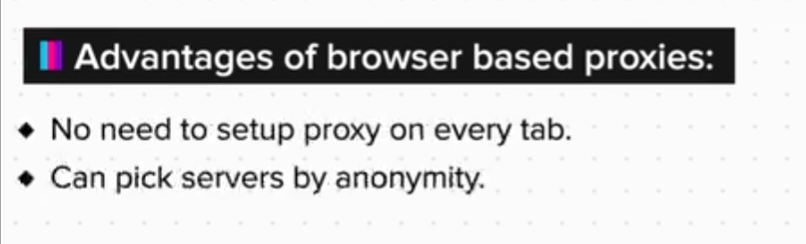 Advantages of browser based proxies:
◆ No need to setup proxy on every tab.
◆ Can pick servers by anonymity.